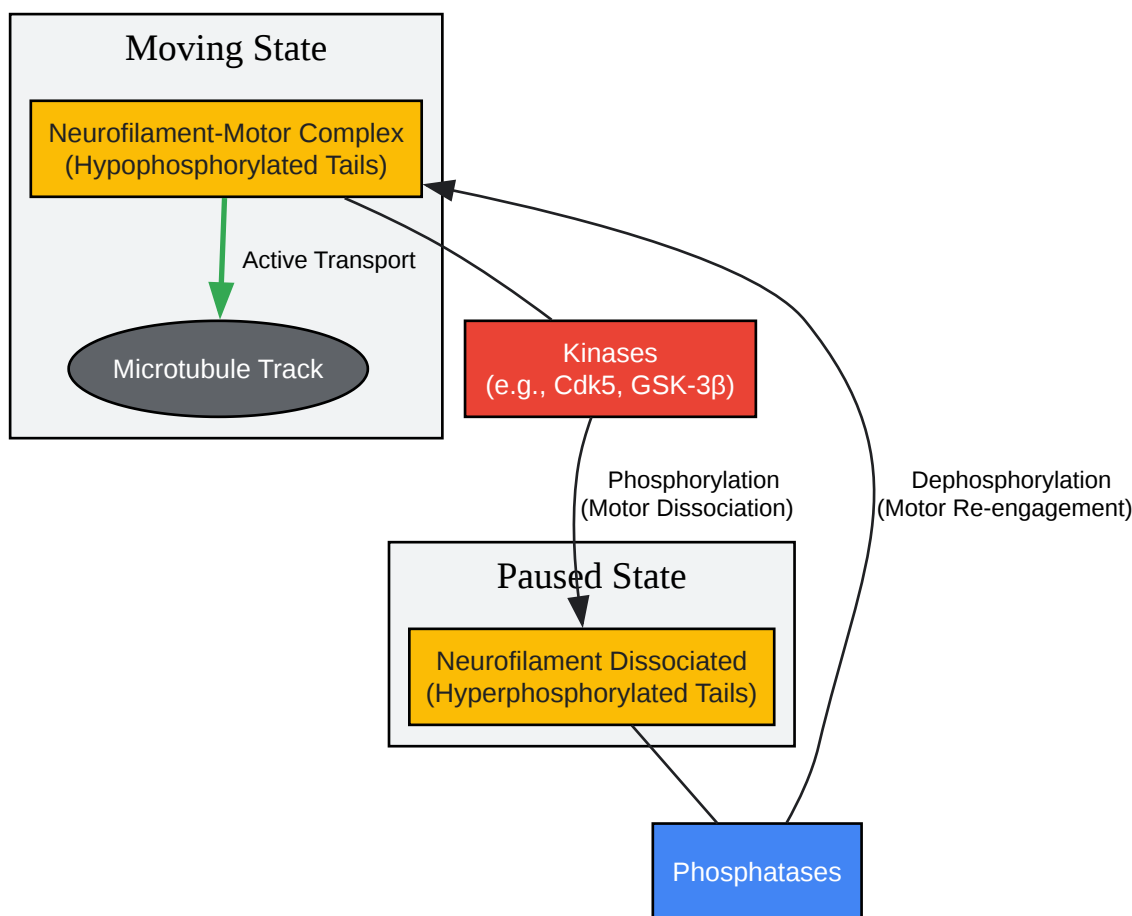 Moving State
Neurofilament-Motor Complex
(Hypophosphorylated Tails)
Active Transport
Microtubule Track
Kinases
(e.g., Cdk5, GSK-3β)
Phosphorylation
(Motor Dissociation)
Dephosphorylation
(Motor Re-engagement)
Paused State
Neurofilament Dissociated
(Hyperphosphorylated Tails)
Phosphatases